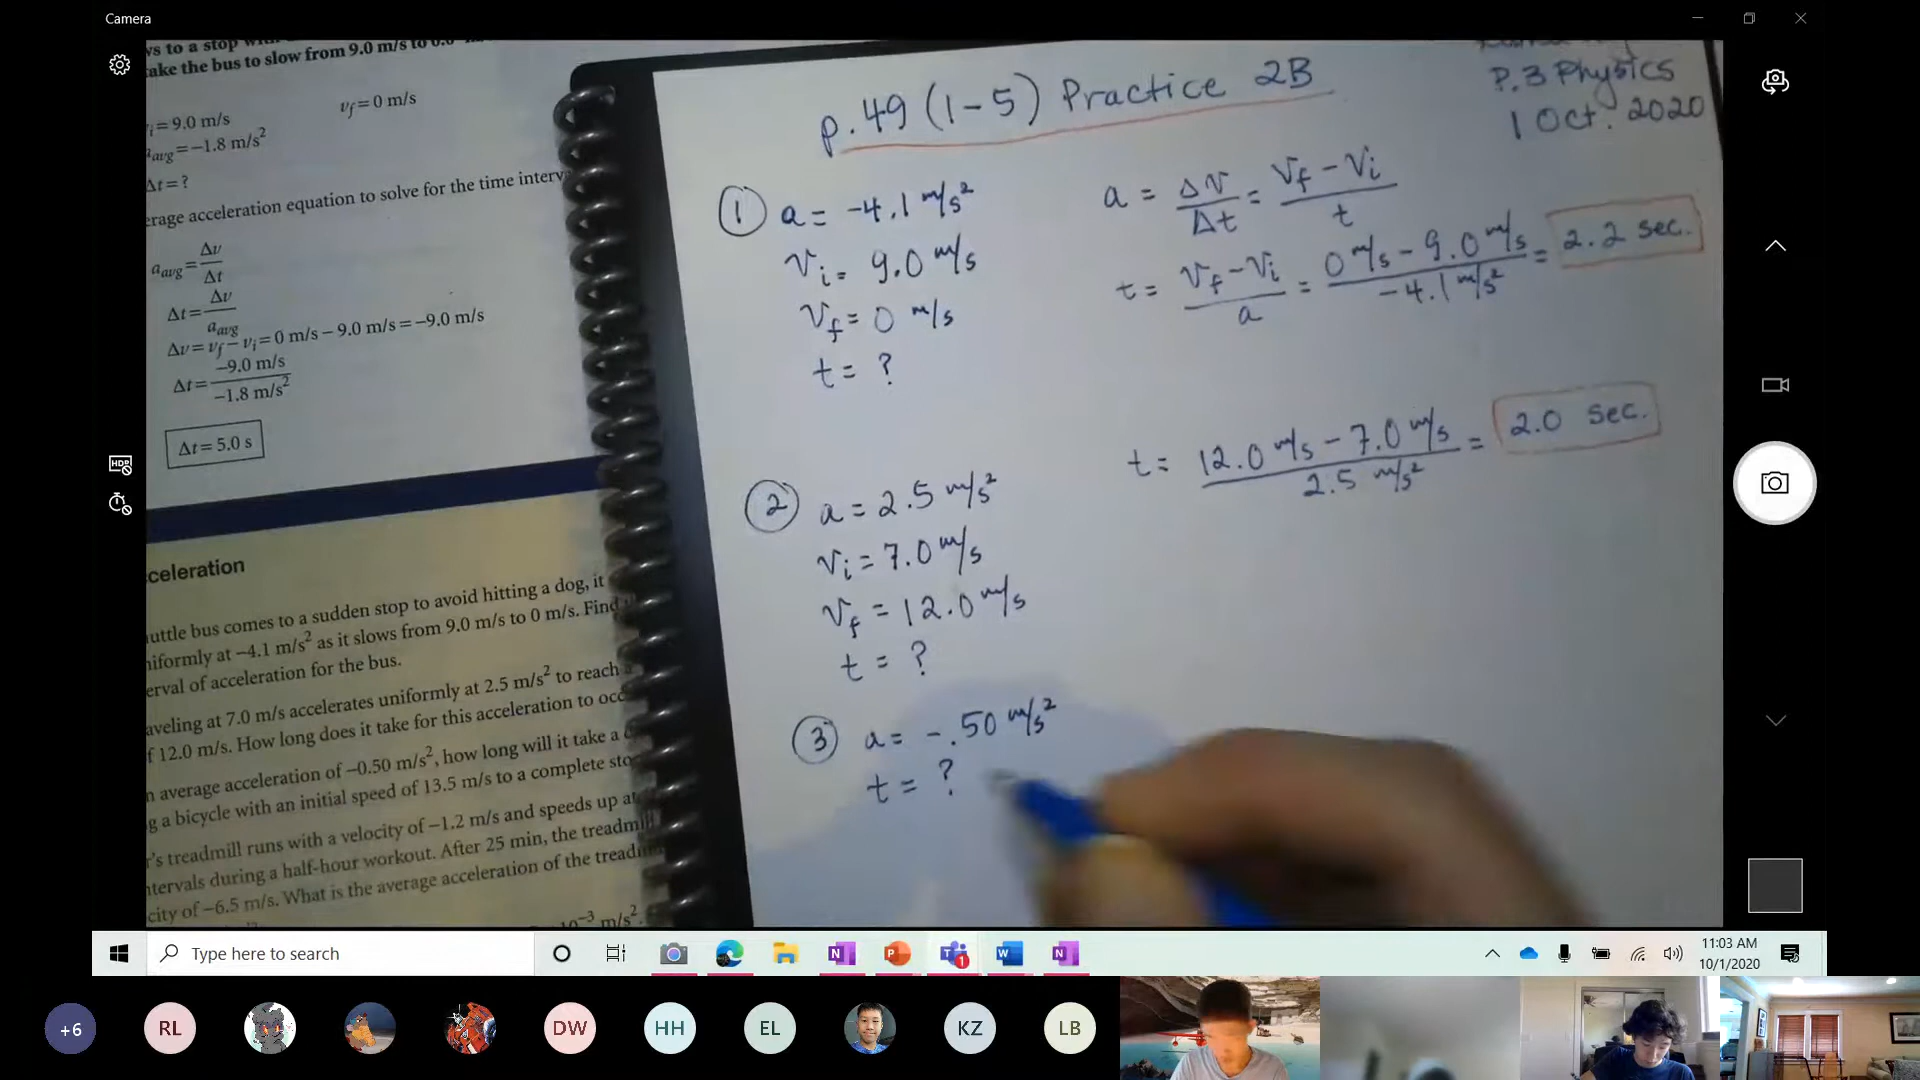 Camera
ws to a stop
take the bus to slow from 9.0 m/s to 0.0
vf = 0 m/s
i = 9.0 m/s
aavg = −1.8 m/s²
Δt = ?
erage acceleration equation to solve for the time interv
aavg = Δv/Δt
Δt = Δv/aavg
Δv = vf − vi = 0 m/s − 9.0 m/s = −9.0 m/s
Δt = −9.0 m/s / −1.8 m/s²
Δt = 5.0 s
celeration
uttle bus comes to a sudden stop to avoid hitting a dog, it
niformly at −4.1 m/s² as it slows from 9.0 m/s to 0 m/s. Find
erval of acceleration for the bus.
aveling at 7.0 m/s accelerates uniformly at 2.5 m/s² to reach a
f 12.0 m/s. How long does it take for this acceleration to occ
n average acceleration of −0.50 m/s², how long will it take a
g a bicycle with an initial speed of 13.5 m/s to a complete sto
r's treadmill runs with a velocity of −1.2 m/s and speeds up at
ntervals during a half-hour workout. After 25 min, the treadmill
city of −6.5 m/s. What is the average acceleration of the treadm
10⁻³ m/s².
p.49 (1-5) Practice 2B
P.3 Physics
1 Oct. 2020
① a = -4.1 m/s²
Vi = 9.0 m/s
Vf = 0 m/s
t = ?
a = ΔV/Δt = Vf - Vi / t
t = Vf - Vi / a = 0 m/s - 9.0 m/s / -4.1 m/s² = 2.2 sec.
② a = 2.5 m/s²
Vi = 7.0 m/s
Vf = 12.0 m/s
t = ?
t = 12.0 m/s - 7.0 m/s / 2.5 m/s² = 2.0 sec.
③ a = -.50 m/s²
t = ?
Type here to search
11:03 AM
10/1/2020
+6
RL
DW
HH
EL
KZ
LB